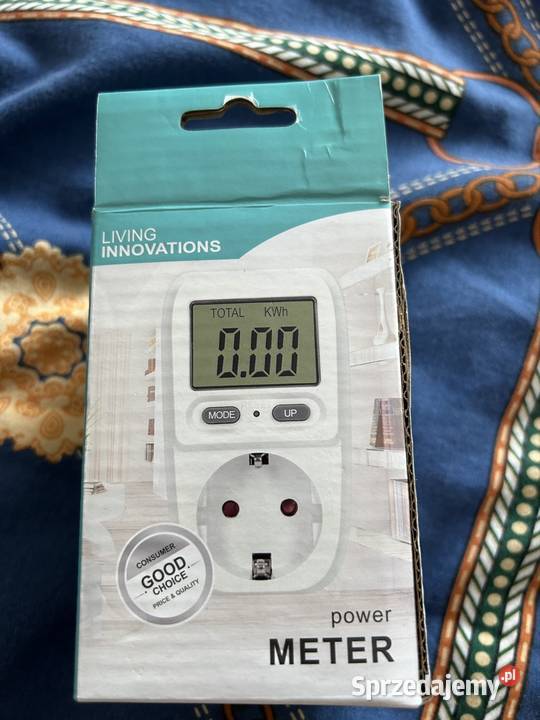 LIVING
INNOVATIONS
TOTAL KWh
0.00
MODE UP
CONSUMER
GOOD
CHOICE
PRICE & QUALITY
power
METER
Sprzedajemy.pl